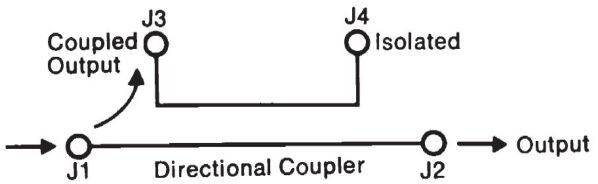 J3
J4
Coupled
Output
Isolated
J1
Directional Coupler
J2
Output